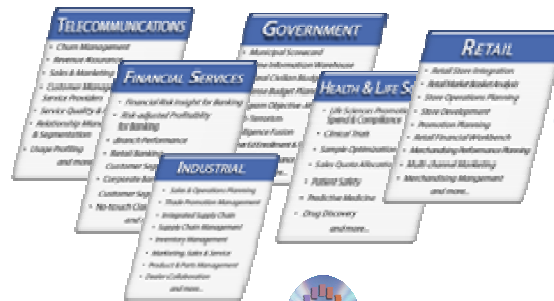 TELECOMMUNICATIONS
• Churn Management
• Revenue Assurance
• Sales & Marketing
• Customer
Service Providers
Service Quality &
• Relationship
& Segmentation
• Usage Profiling
and more...
FINANCIAL SERVICES
• Financial Risk Insight for Banking
• Risk-adjusted Profitability
for Banking
• Branch Performance
• Retail Banking
Customer
• Corporate
Customer
• No-touch
INDUSTRIAL
• Sales & Operations Planning
• Trade Promotion Management
• Integrated Supply Chain
• Supply Chain Management
• Inventory Management
• Marketing, Sales & Service
• Product & Parts Management
• Dealer Collaboration
and more...
GOVERNMENT
• Municipal Scorecard
Information Warehouse
HEALTH & LIFE
• Life Sciences
Spend & Compliance
• Clinical Trials
• Sample Optimization
• Sales Quota Allocation
• Patient Safety
• Predictive Medicine
• Drug Discovery
and more...
RETAIL
• Retail Store Integration
• Retail Market Basket Analysis
• Store Operations Planning
• Store Development
• Promotion Planning
• Retail Financial Workbench
• Merchandising Performance Planning
• Multi-channel Marketing
• Merchandising Management
and more...